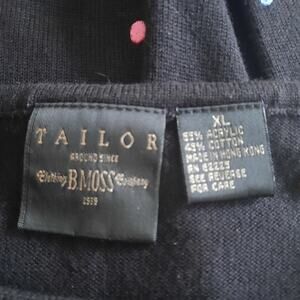 TAILOR
AROUND SINCE
Clothing B.MOSS Company
1939
XL
55% ACRYLIC
45% COTTON
MADE IN HONG KONG
RN 62225
SEE REVERSE
FOR CARE